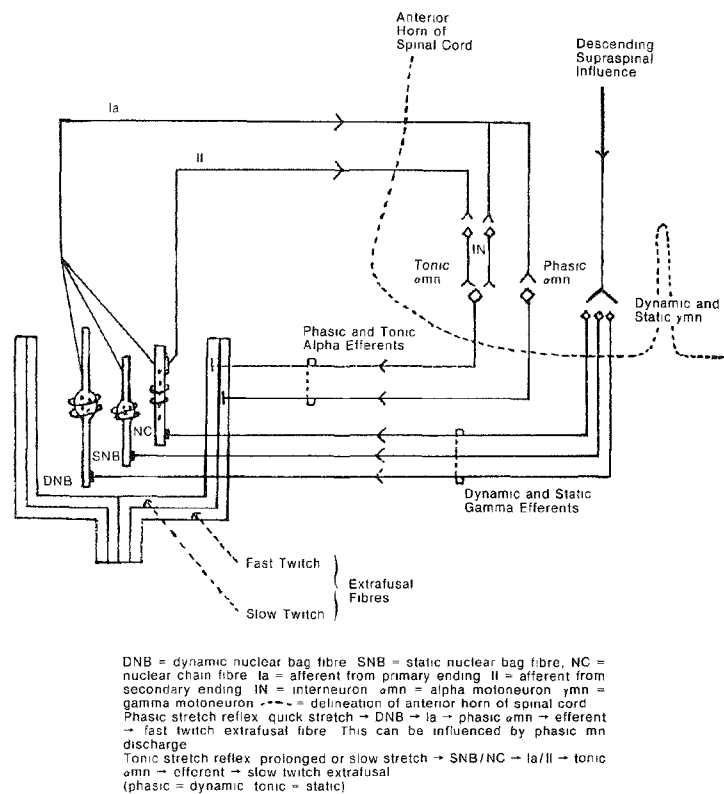 Anterior
Horn of
Spinal Cord
Descending
Supraspinal
Influence
Ia
II
IN
Tonic
αmn
Phasic
αmn
Dynamic and
Static γmn
Phasic and Tonic
Alpha Efferents
NC
SNB
DNB
Dynamic and Static
Gamma Efferents
Fast Twitch
Extrafusal
Fibres
Slow Twitch
DNB = dynamic nuclear bag fibre SNB = static nuclear bag fibre, NC =
nuclear chain fibre Ia = afferent from primary ending II = afferent from
secondary ending IN = interneuron αmn = alpha motoneuron γmn =
gamma motoneuron ---- = delineation of anterior horn of spinal cord
Phasic stretch reflex quick stretch → DNB → Ia → phasic αmn → efferent
→ fast twitch extrafusal fibre This can be influenced by phasic mn
discharge
Tonic stretch reflex prolonged or slow stretch → SNB/NC → Ia/II → tonic
αmn → efferent → slow twitch extrafusal
(phasic = dynamic tonic = static)